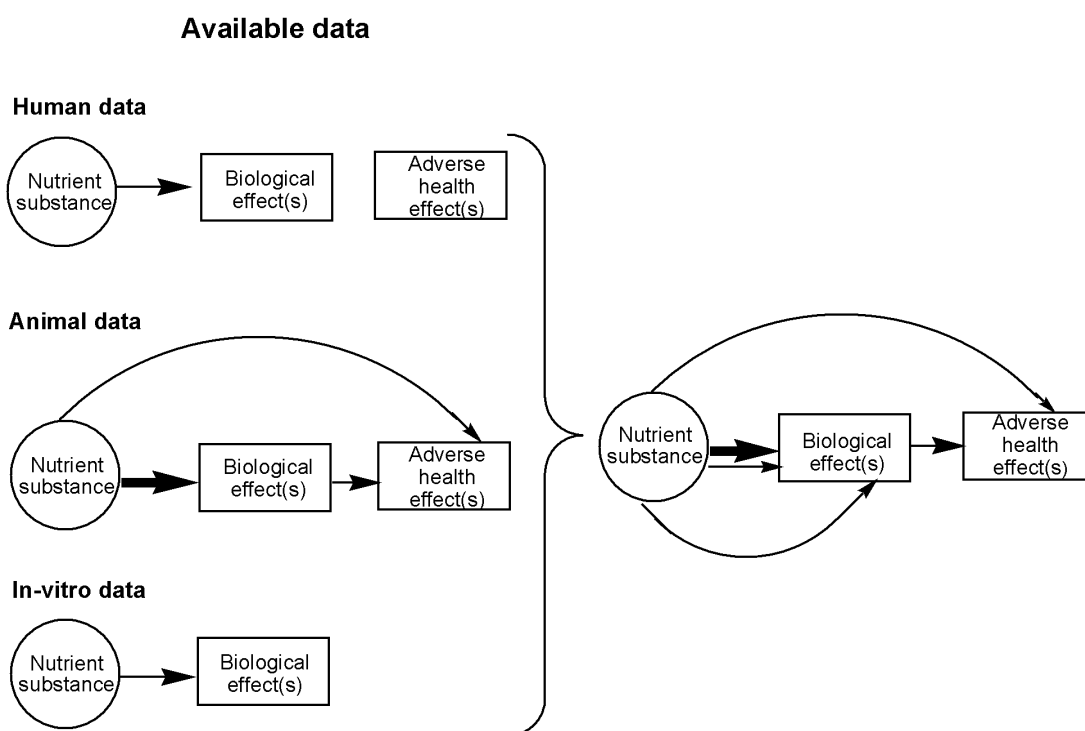 Available data
Human data
Nutrient
substance
Biological
effect(s)
Adverse
health
effect(s)
Animal data
Nutrient
substance
Biological
effect(s)
Adverse
health
effect(s)
In-vitro data
Nutrient
substance
Biological
effect(s)
Nutrient
substance
Biological
effect(s)
Adverse
health
effect(s)